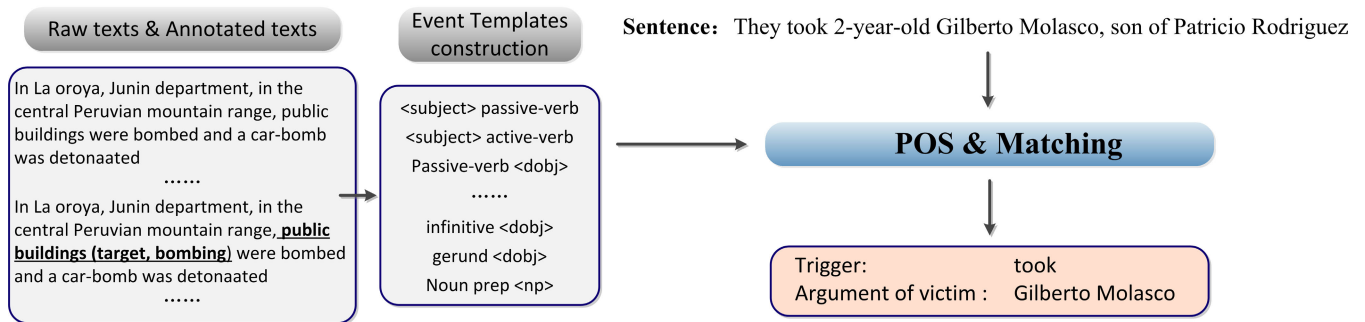 Raw texts & Annotated texts
In La oroya, Junin department, in the
central Peruvian mountain range, public
buildings were bombed and a car-bomb
was detonaated
......
In La oroya, Junin department, in the
central Peruvian mountain range, public
buildings (target, bombing) were bombed
and a car-bomb was detonaated
......
Event Templates
construction
<subject> passive-verb
<subject> active-verb
Passive-verb <dobj>
......
infinitive <dobj>
gerund <dobj>
Noun prep <np>
Sentence： They took 2-year-old Gilberto Molasco, son of Patricio Rodriguez
POS & Matching
Trigger: took
Argument of victim : Gilberto Molasco